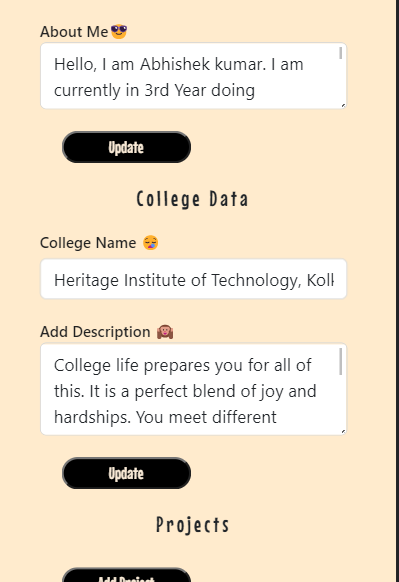 About Me😎
Hello, I am Abhishek kumar. I am
currently in 3rd Year doing
Update
College Data
College Name 😪
Heritage Institute of Technology, Kolk
Add Description 🙉
College life prepares you for all of
this. It is a perfect blend of joy and
hardships. You meet different
Update
Projects
Add Project